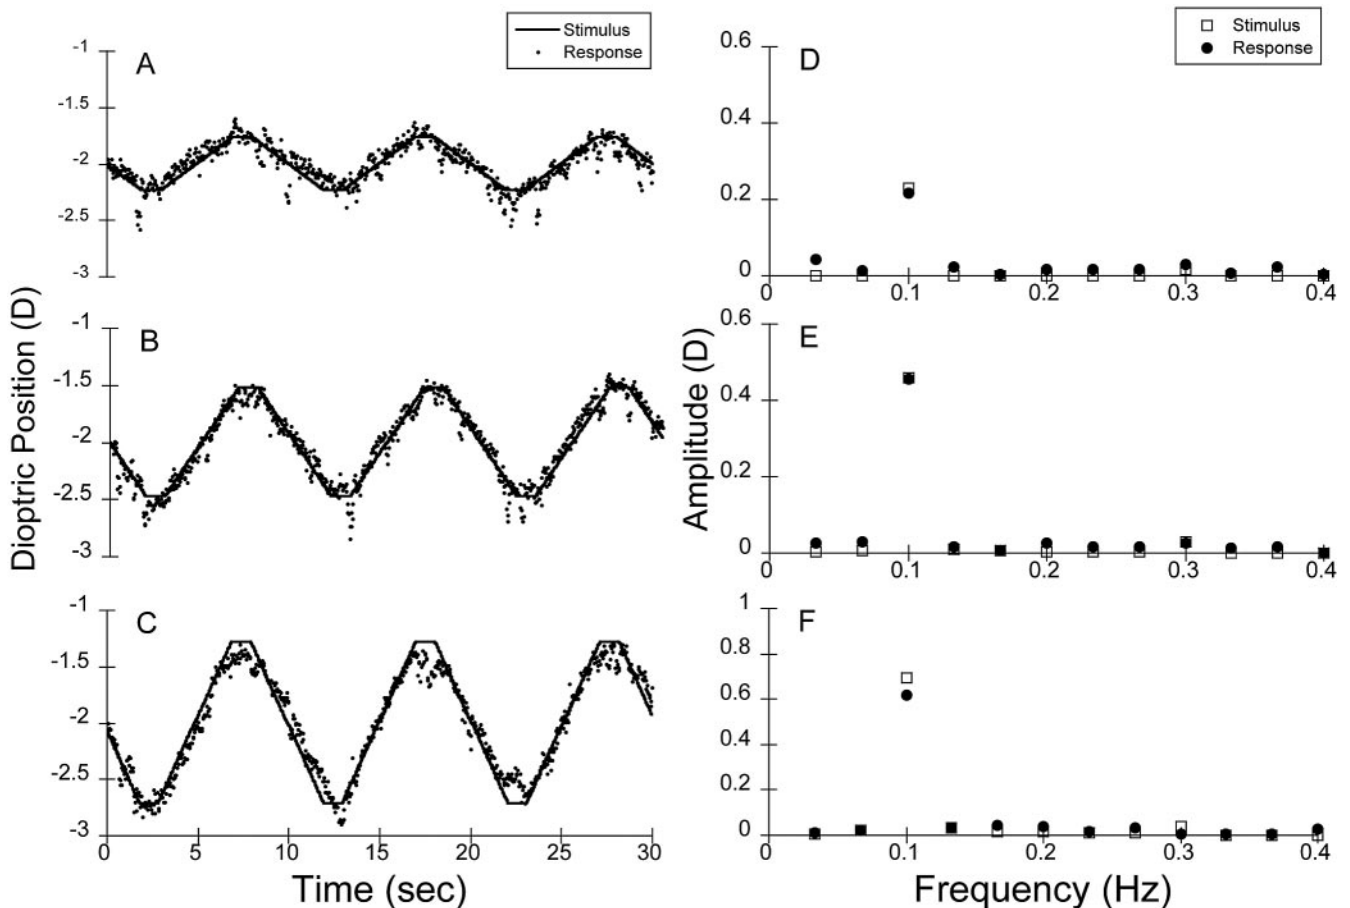 Stimulus
Response
A
-1
-1.5
-2
-2.5
-3
B
-1
-1.5
-2
-2.5
-3
C
-1
-1.5
-2
-2.5
-3
0 5 10 15 20 25 30
Dioptric Position (D)
Time (sec)
Stimulus
Response
D
0.6
0.4
0.2
0
0 0.1 0.2 0.3 0.4
E
0.6
0.4
0.2
0
0 0.1 0.2 0.3 0.4
F
1
0.8
0.6
0.4
0.2
0
0 0.1 0.2 0.3 0.4
Amplitude (D)
Frequency (Hz)